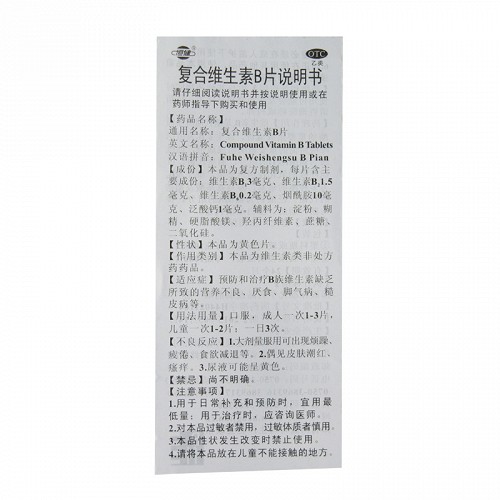 恒健
OTC
乙类
复合维生素B片说明书
请仔细阅读说明书并按说明使用或在
药师指导下购买和使用
【药品名称】
通用名称：复合维生素B片
英文名称：Compound Vitamin B Tablets
汉语拼音：Fuhe Weishengsu B Pian
【成份】本品为复方制剂，每片含主
要成份：维生素B₁3毫克、维生素B₂1.5
毫克、维生素B₆0.2毫克、烟酰胺10毫
克、泛酸钙1毫克。辅料为：淀粉、糊
精、硬脂酸镁、羟丙纤维素、蔗糖、
二氧化硅。
【性状】本品为黄色片。
【作用类别】本品为维生素类非处方
药药品。
【适应症】预防和治疗B族维生素缺乏
所致的营养不良、厌食、脚气病、糙
皮病等。
【用法用量】口服，成人一次1-3片，
儿童一次1-2片；一日3次。
【不良反应】1.大剂量服用可出现烦躁、
疲倦、食欲减退等。2.偶见皮肤潮红、
瘙痒。3.尿液可能呈黄色。
【禁忌】尚不明确。
【注意事项】
1.用于日常补充和预防时，宜用最
低量；用于治疗时，应咨询医师。
2.对本品过敏者禁用，过敏体质者慎用。
3.本品性状发生改变时禁止使用。
4.请将本品放在儿童不能接触的地方。